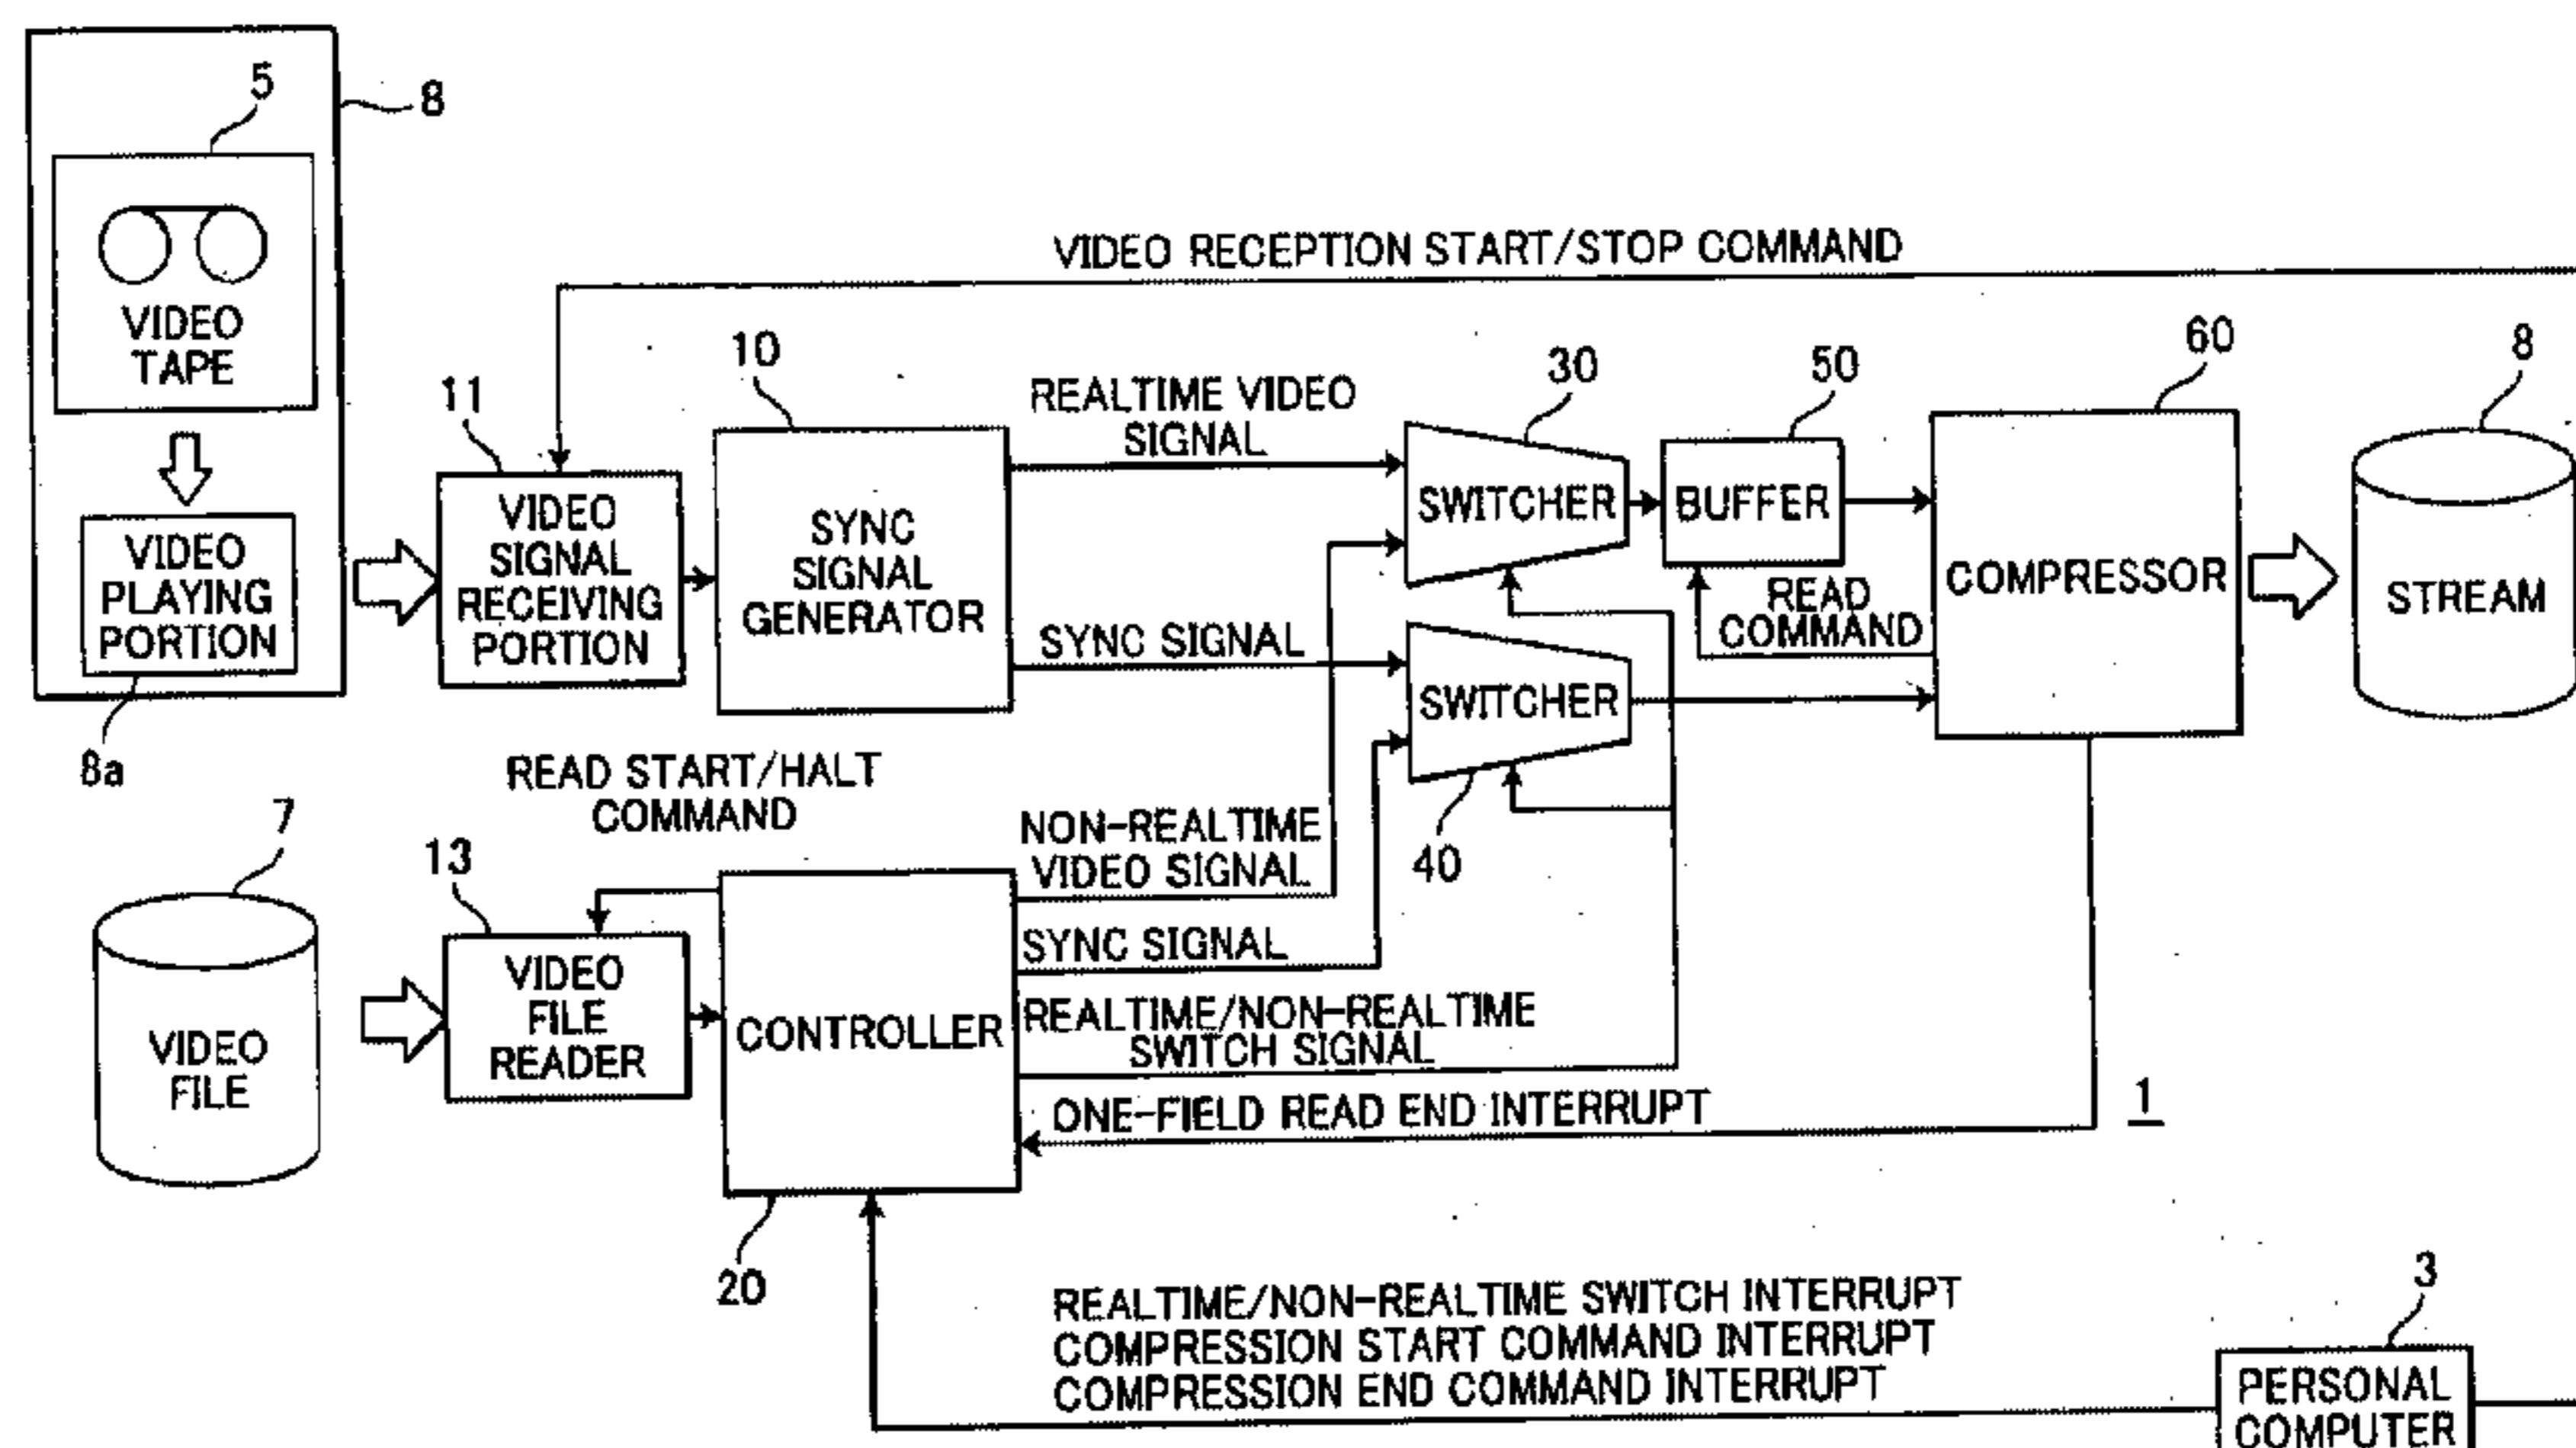 5
8
VIDEO
TAPE
VIDEO
PLAYING
PORTION
8a
VIDEO RECEPTION START/STOP COMMAND
11
VIDEO
SIGNAL
RECEIVING
PORTION
10
SYNC
SIGNAL
GENERATOR
REALTIME VIDEO
SIGNAL
SYNC SIGNAL
30
SWITCHER
50
BUFFER
READ
COMMAND
60
COMPRESSOR
8
STREAM
SWITCHER
40
READ START/HALT
COMMAND
7
VIDEO
FILE
13
VIDEO
FILE
READER
CONTROLLER
20
NON-REALTIME
VIDEO SIGNAL
SYNC SIGNAL
REALTIME/NON-REALTIME
SWITCH SIGNAL
ONE-FIELD READ END INTERRUPT
1
REALTIME/NON-REALTIME SWITCH INTERRUPT
COMPRESSION START COMMAND INTERRUPT
COMPRESSION END COMMAND INTERRUPT
3
PERSONAL
COMPUTER